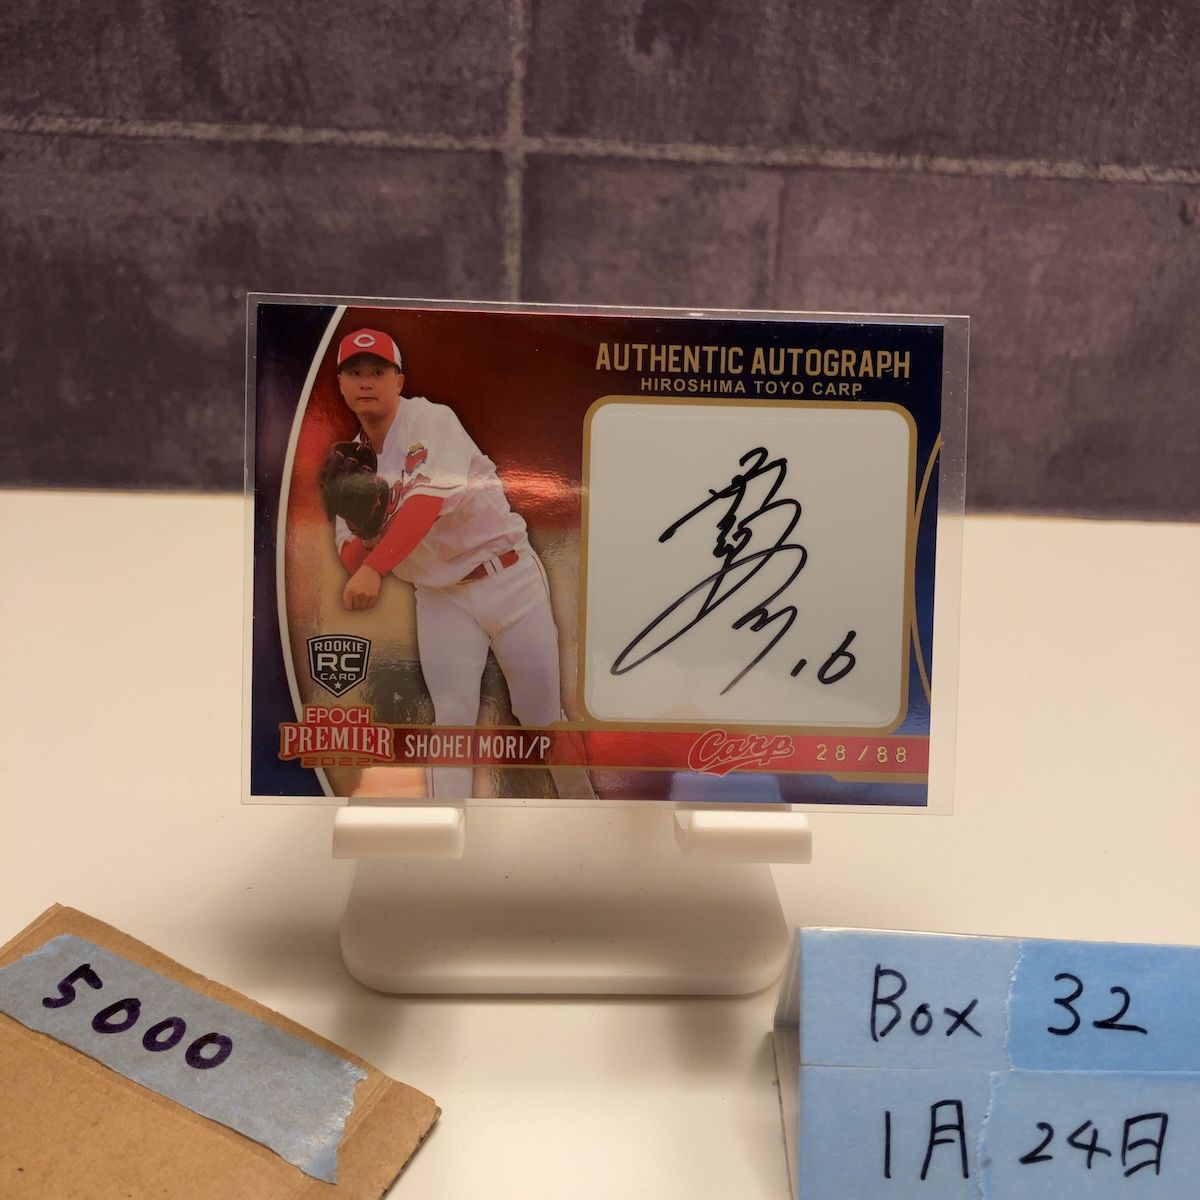 AUTHENTIC AUTOGRAPH
HIROSHIMA TOYO CARP
C
ROOKIE
RC
CARD
EPOCH
PREMIER
2022
SHOHEI MORI/P
Carp
28/88
16
5000
Box 32
1月 24日